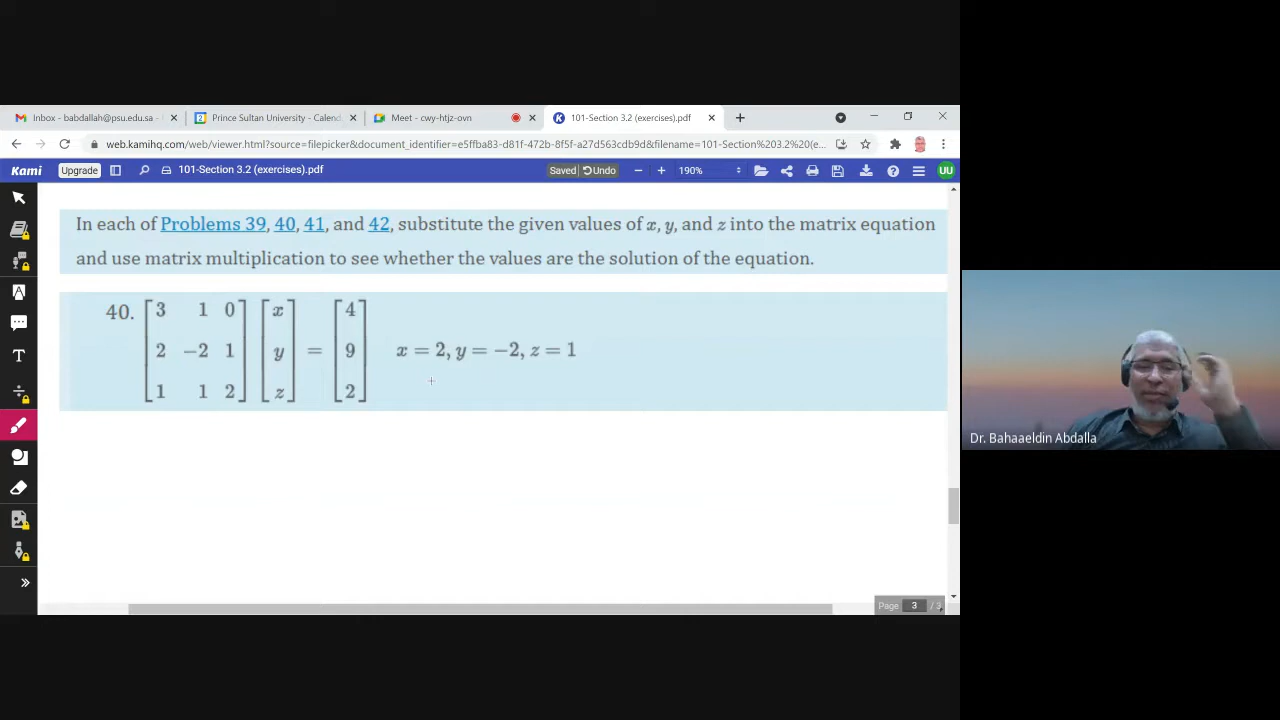 Inbox - babdallah@psu.edu.sa -
Prince Sultan University - Calend
Meet - cwy-htjz-ovn
101-Section 3.2 (exercises).pdf
web.kamihq.com/web/viewer.html?source=filepicker&document_identifier=e5ffba83-d81f-472b-8f5f-a27d563cdb9d&filename=101-Section%203.2%20(e...
Kami
Upgrade
101-Section 3.2 (exercises).pdf
Saved
Undo
190%
UU
In each of Problems 39, 40, 41, and 42, substitute the given values of x, y, and z into the matrix equation
and use matrix multiplication to see whether the values are the solution of the equation.
40. [3 1 0] [x] [4]
[2 −2 1] [y] = [9] x = 2, y = −2, z = 1
[1 1 2] [z] [2]
Dr. Bahaaeldin Abdalla
Page 3 / 3